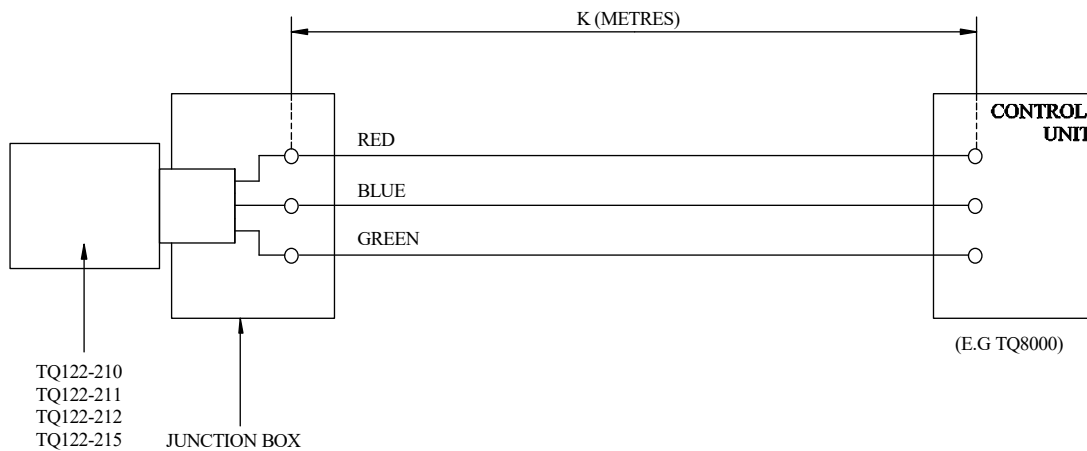 K (METRES)
CONTROL
UNIT
RED
BLUE
GREEN
(E.G TQ8000)
TQ122-210
TQ122-211
TQ122-212
TQ122-215
JUNCTION BOX